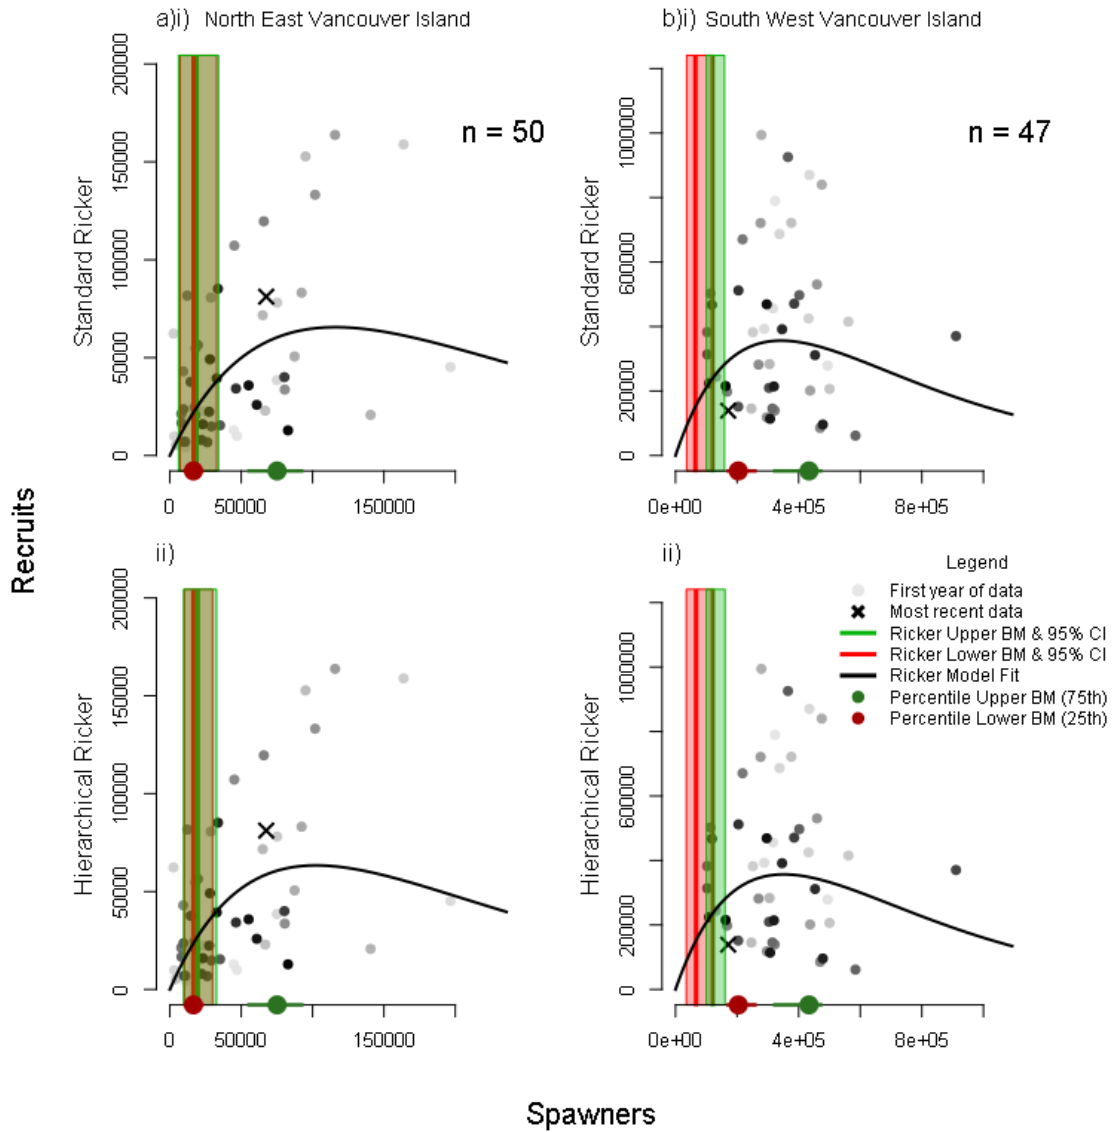 a)i) North East Vancouver Island
b)i) South West Vancouver Island
n = 50
n = 47
Standard Ricker
0 50000 100000 150000 200000
0 50000 150000
Standard Ricker
0 200000 600000 1000000
0e+00 4e+05 8e+05
Recruits
ii)
Hierarchical Ricker
0 50000 100000 150000 200000
0 50000 150000
ii)
Hierarchical Ricker
0 200000 600000 1000000
0e+00 4e+05 8e+05
Legend
First year of data
Most recent data
Ricker Upper BM & 95% CI
Ricker Lower BM & 95% CI
Ricker Model Fit
Percentile Upper BM (75th)
Percentile Lower BM (25th)
Spawners